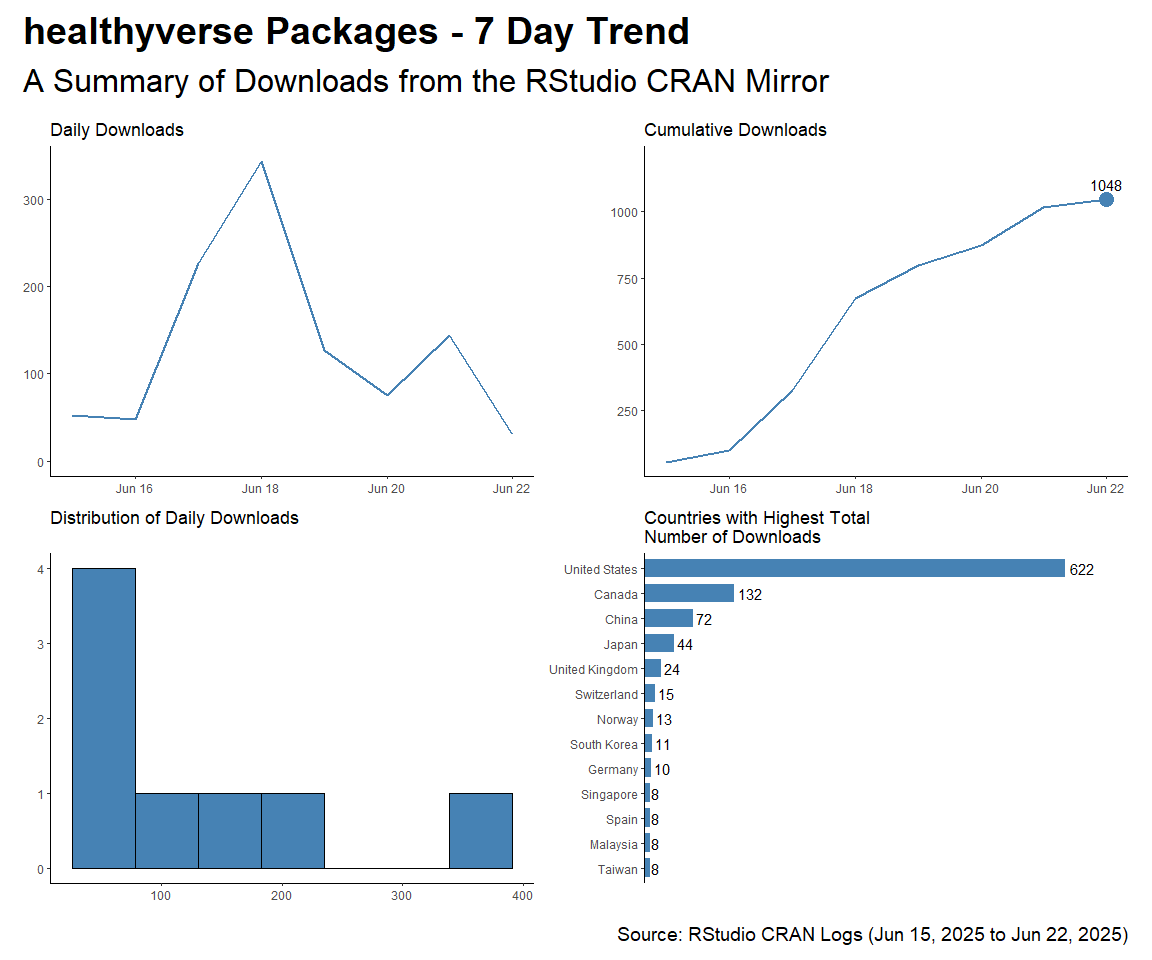 healthyverse Packages - 7 Day Trend
A Summary of Downloads from the RStudio CRAN Mirror
Daily Downloads
300
200
100
0
Jun 16
Jun 18
Jun 20
Jun 22
Cumulative Downloads
1048
1000
750
500
250
Jun 16
Jun 18
Jun 20
Jun 22
Distribution of Daily Downloads
4
3
2
1
0
100
200
300
400
Countries with Highest Total
Number of Downloads
United States 622
Canada 132
China 72
Japan 44
United Kingdom 24
Switzerland 15
Norway 13
South Korea 11
Germany 10
Singapore 8
Spain 8
Malaysia 8
Taiwan 8
Source: RStudio CRAN Logs (Jun 15, 2025 to Jun 22, 2025)